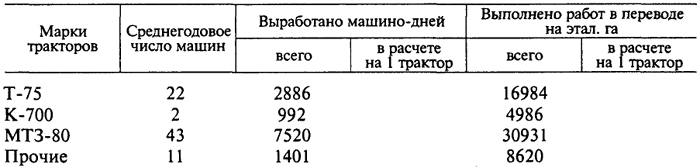 Марки тракторов | Среднегодовое число машин | Выработано машино-дней | Выполнено работ в переводе на этал. га
всего | в расчете на 1 трактор | всего | в расчете на 1 трактор
Т-75 22 2886 16984
К-700 2 992 4986
МТЗ-80 43 7520 30931
Прочие 11 1401 8620